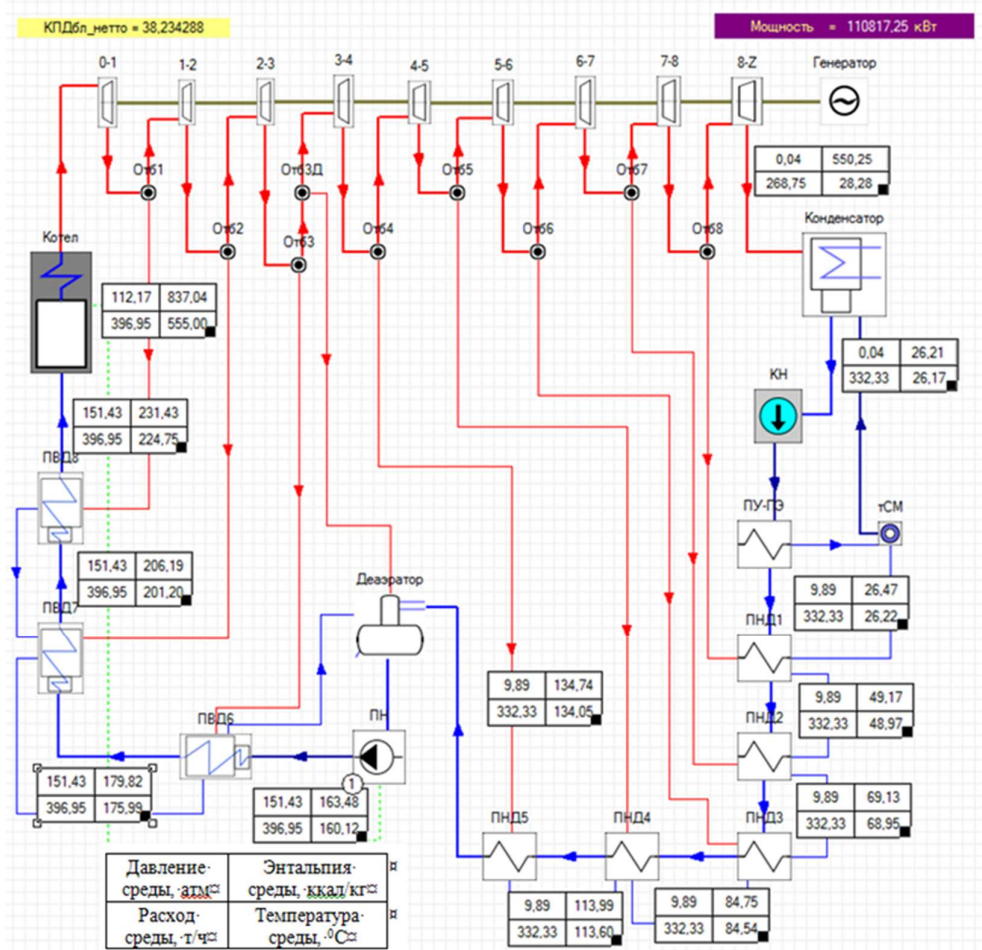 КПДбл_нетто = 38,234288
Мощность = 110817,25 кВт
0-1 1-2 2-3 3-4 4-5 5-6 6-7 7-8 8-Z Генератор
0,04 550,25
268,75 28,28
Отб1 Отб3Д Отб5 Отб7
Отб2 Отб3 Отб4 Отб6 Отб8
Конденсатор
Котел
112,17 837,04
396,95 555,00
0,04 26,21
332,33 26,17
КН
151,43 231,43
396,95 224,75
ПВД8
ПУ-ПЭ
тСМ
151,43 206,19
396,95 201,20
Деаэратор
9,89 26,47
332,33 26,22
ПВД7
ПНД1
9,89 134,74
332,33 134,05
9,89 49,17
332,33 48,97
ПВД6
ПН
ПНД2
151,43 179,82
396,95 175,99
1
151,43 163,48
396,95 160,12
9,89 69,13
332,33 68,95
ПНД5 ПНД4 ПНД3
9,89 113,99
332,33 113,60
9,89 84,75
332,33 84,54
Давление· Энтальпия·
среды,·атм¤ среды,·ккал/кг¤ ¤
Расход· Температура· ¤
среды,·т/ч¤ среды,·⁰С¤